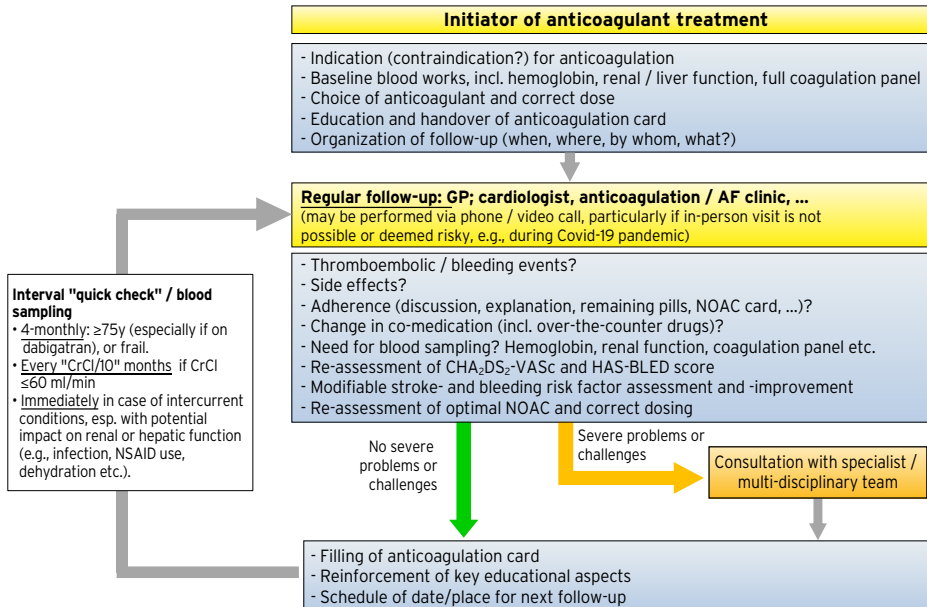 Initiator of anticoagulant treatment
- Indication (contraindication?) for anticoagulation
- Baseline blood works, incl. hemoglobin, renal / liver function, full coagulation panel
- Choice of anticoagulant and correct dose
- Education and handover of anticoagulation card
- Organization of follow-up (when, where, by whom, what?)
Regular follow-up: GP; cardiologist, anticoagulation / AF clinic, ...
(may be performed via phone / video call, particularly if in-person visit is not
possible or deemed risky, e.g., during Covid-19 pandemic)
- Thromboembolic / bleeding events?
- Side effects?
- Adherence (discussion, explanation, remaining pills, NOAC card, ...)?
- Change in co-medication (incl. over-the-counter drugs)?
- Need for blood sampling? Hemoglobin, renal function, coagulation panel etc.
- Re-assessment of CHA₂DS₂-VASc and HAS-BLED score
- Modifiable stroke- and bleeding risk factor assessment and -improvement
- Re-assessment of optimal NOAC and correct dosing
Interval "quick check" / blood
sampling
• 4-monthly: ≥75y (especially if on
dabigatran), or frail.
• Every "CrCl/10" months if CrCl
≤60 ml/min
• Immediately in case of intercurrent
conditions, esp. with potential
impact on renal or hepatic function
(e.g., infection, NSAID use,
dehydration etc.).
No severe
problems or
challenges
Severe problems or
challenges
Consultation with specialist /
multi-disciplinary team
- Filling of anticoagulation card
- Reinforcement of key educational aspects
- Schedule of date/place for next follow-up